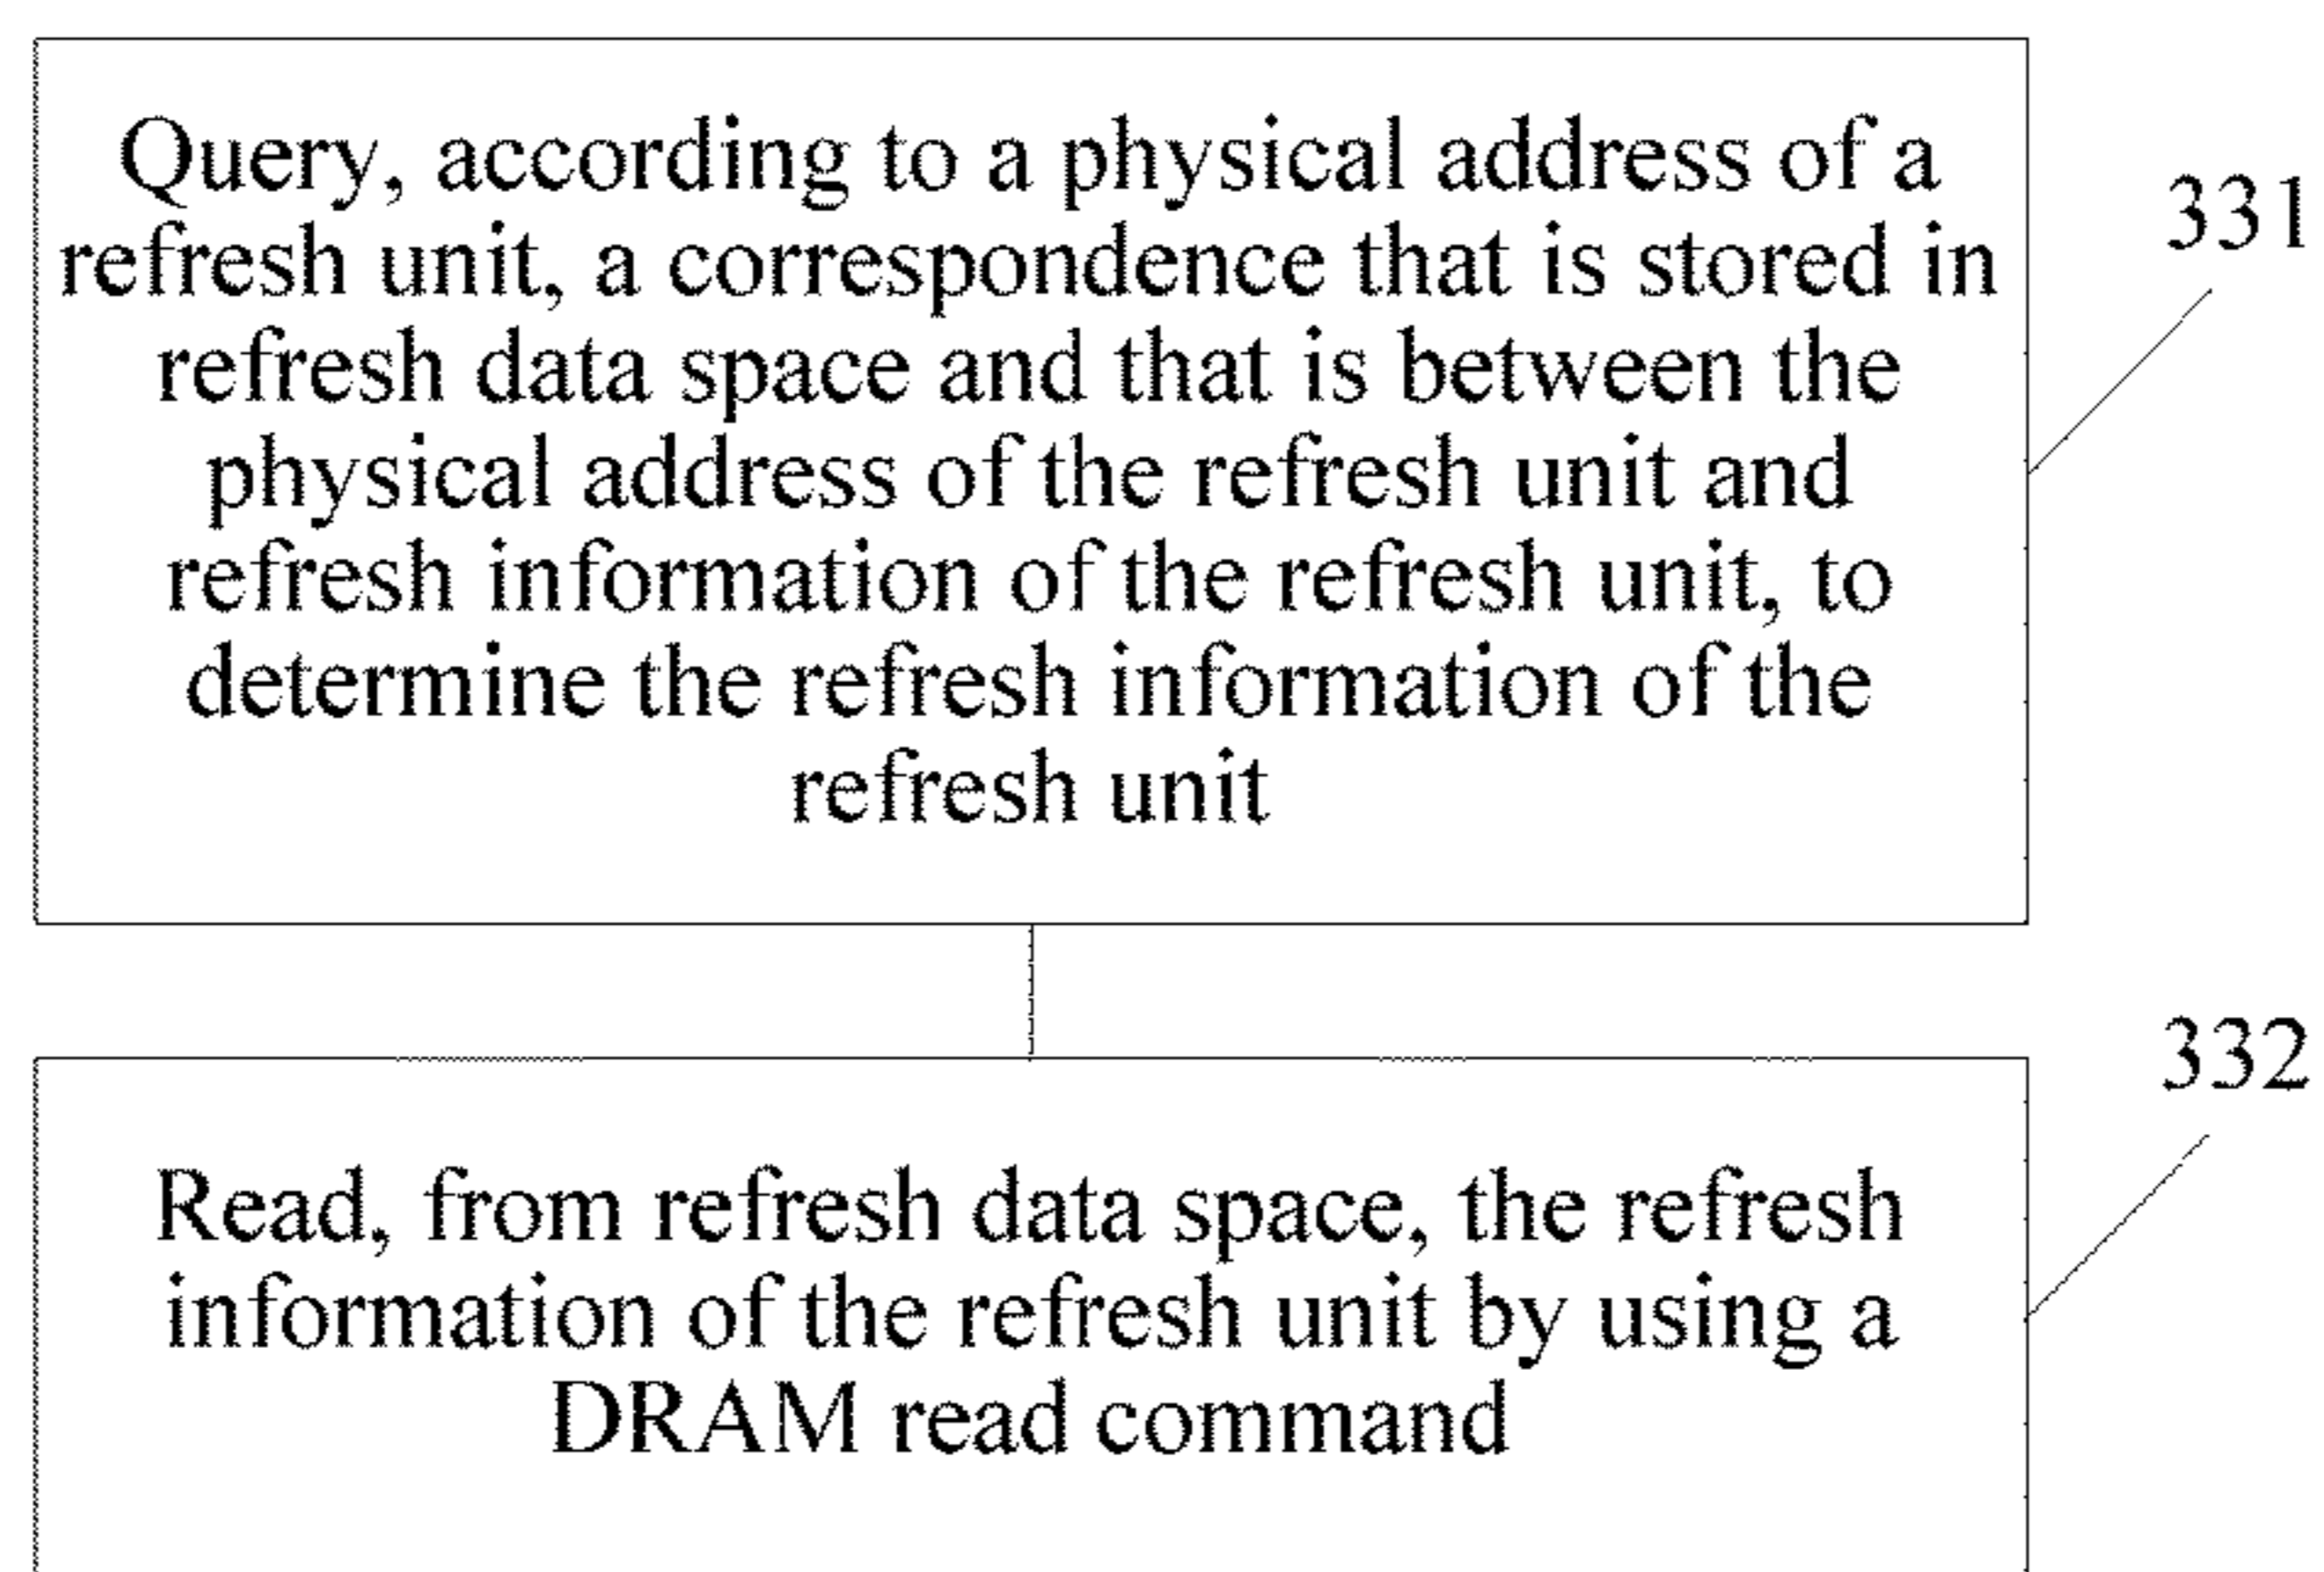 Query, according to a physical address of a
refresh unit, a correspondence that is stored in
refresh data space and that is between the
physical address of the refresh unit and
refresh information of the refresh unit, to
determine the refresh information of the
refresh unit
331
332
Read, from refresh data space, the refresh
information of the refresh unit by using a
DRAM read command